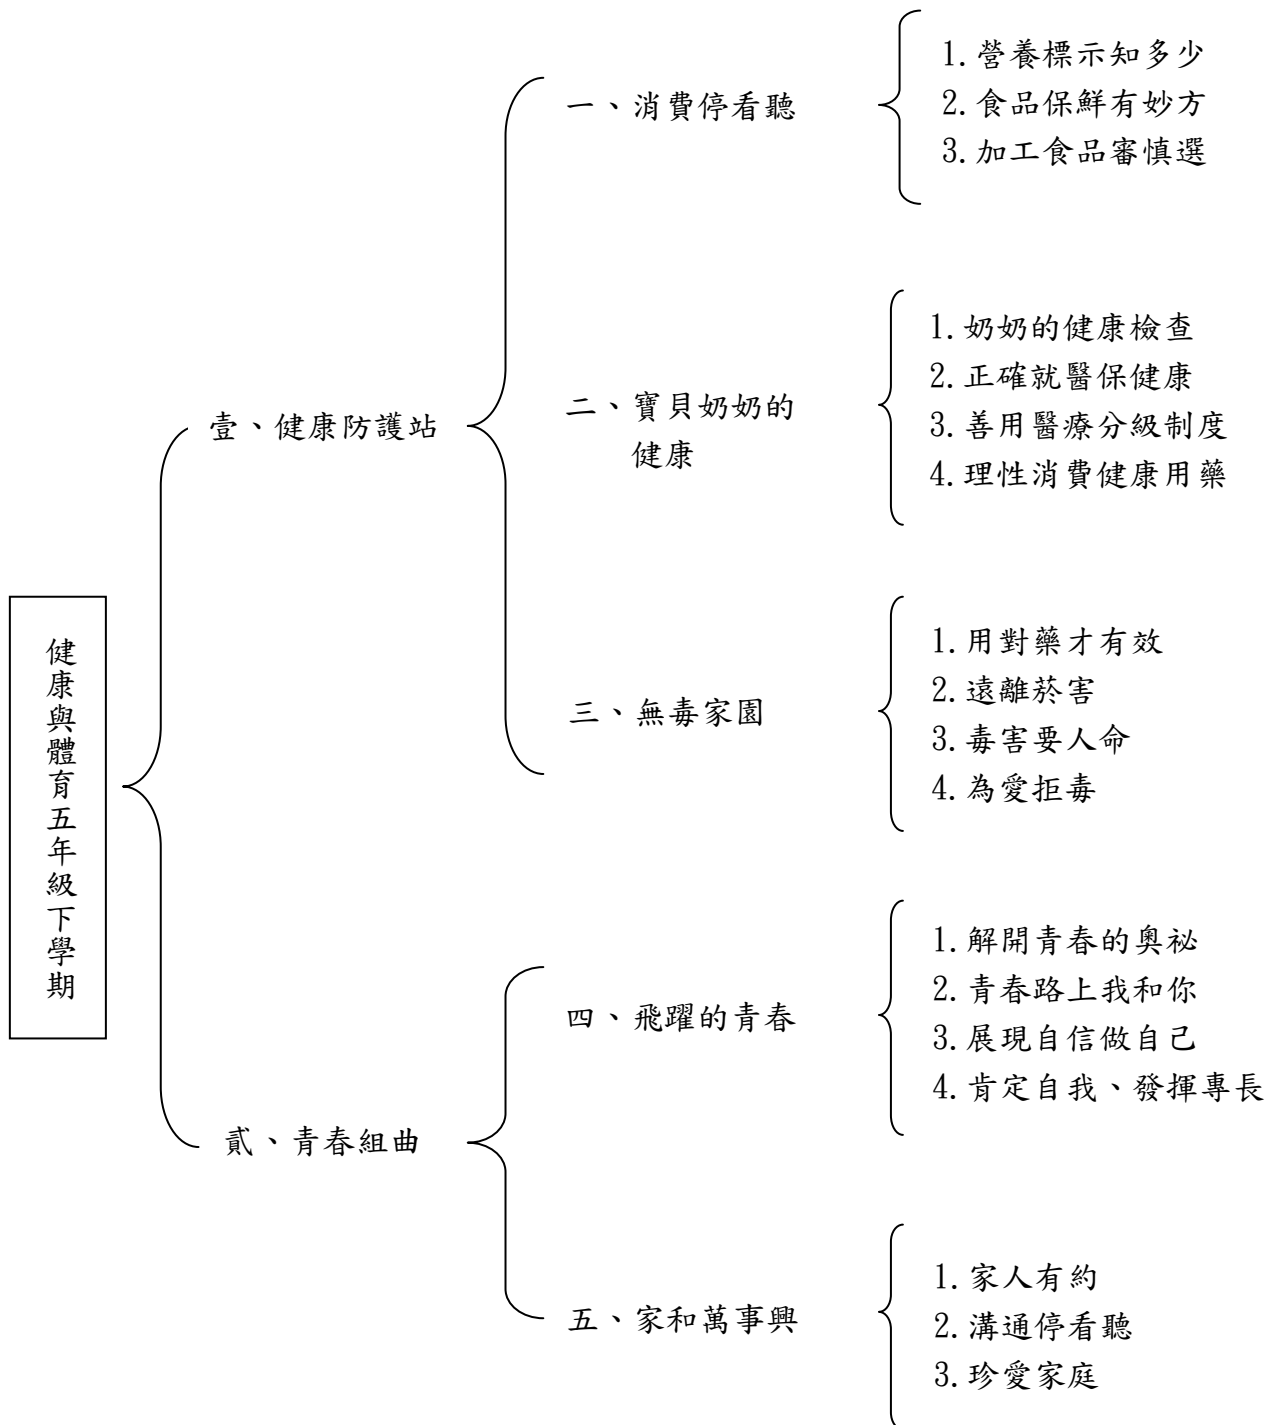 健康與體育五年級下學期
壹、健康防護站
一、消費停看聽
1.營養標示知多少
2.食品保鮮有妙方
3.加工食品審慎選
二、寶貝奶奶的
健康
1.奶奶的健康檢查
2.正確就醫保健康
3.善用醫療分級制度
4.理性消費健康用藥
三、無毒家園
1.用對藥才有效
2.遠離菸害
3.毒害要人命
4.為愛拒毒
貳、青春組曲
四、飛躍的青春
1.解開青春的奧祕
2.青春路上我和你
3.展現自信做自己
4.肯定自我、發揮專長
五、家和萬事興
1.家人有約
2.溝通停看聽
3.珍愛家庭